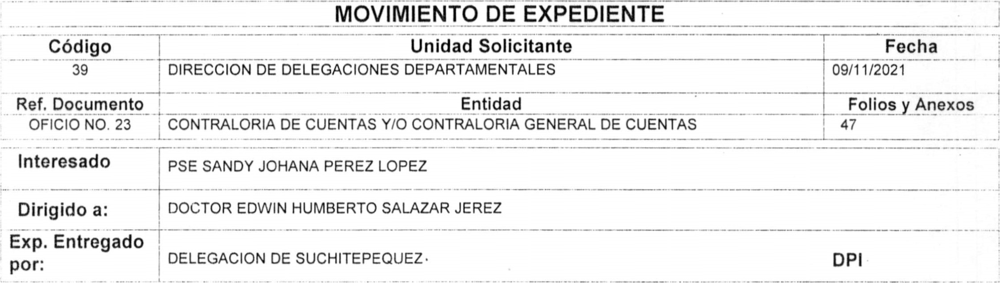 MOVIMIENTO DE EXPEDIENTE
Código Unidad Solicitante Fecha
39 DIRECCION DE DELEGACIONES DEPARTAMENTALES 09/11/2021
Ref. Documento Entidad Folios y Anexos
OFICIO NO. 23 CONTRALORIA DE CUENTAS Y/O CONTRALORIA GENERAL DE CUENTAS 47
Interesado PSE SANDY JOHANA PEREZ LOPEZ
Dirigido a: DOCTOR EDWIN HUMBERTO SALAZAR JEREZ
Exp. Entregado
por: DELEGACION DE SUCHITEPEQUEZ. DPI